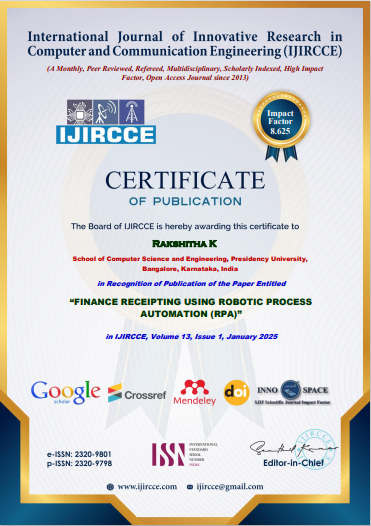 International Journal of Innovative Research in
Computer and Communication Engineering (IJIRCCE)
(A Monthly, Peer Reviewed, Refereed, Multidisciplinary, Scholarly Indexed, High Impact
Factor, Open Access Journal since 2013)
IJIRCCE
Impact
Factor
8.625
CERTIFICATE
OF PUBLICATION
The Board of IJIRCCE is hereby awarding this certificate to
RAKSHITHA K
School of Computer Science and Engineering, Presidency University,
Bangalore, Karnataka, India
in Recognition of Publication of the Paper Entitled
“FINANCE RECEIPTING USING ROBOTIC PROCESS
AUTOMATION (RPA)”
in IJIRCCE, Volume 13, Issue 1, January 2025
Google
scholar
Crossref
MENDELEY
doi
INNO SPACE
SJIF Scientific Journal Impact Factor
e-ISSN: 2320-9801
p-ISSN: 2320-9798
ISSN
INTERNATIONAL
STANDARD
SERIAL
NUMBER
INDIA
Editor-in-Chief
www.ijircce.com ijircce@gmail.com